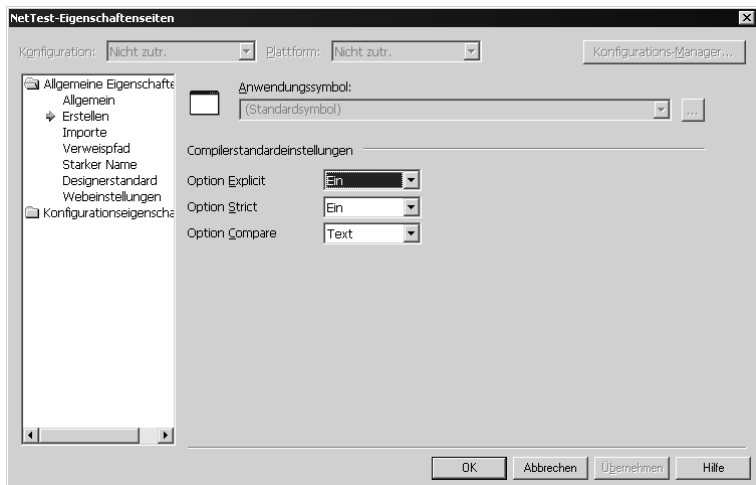 NetTest-Eigenschaftenseiten
Konfiguration: Nicht zutr. Plattform: Nicht zutr. Konfigurations-Manager...
Allgemeine Eigenschafte
Allgemein
Erstellen
Importe
Verweispfad
Starker Name
Designerstandard
Webeinstellungen
Konfigurationseigenscha
Anwendungssymbol:
(Standardsymbol) ...
Compilerstandardeinstellungen
Option Explicit Ein
Option Strict Ein
Option Compare Text
OK Abbrechen Übernehmen Hilfe